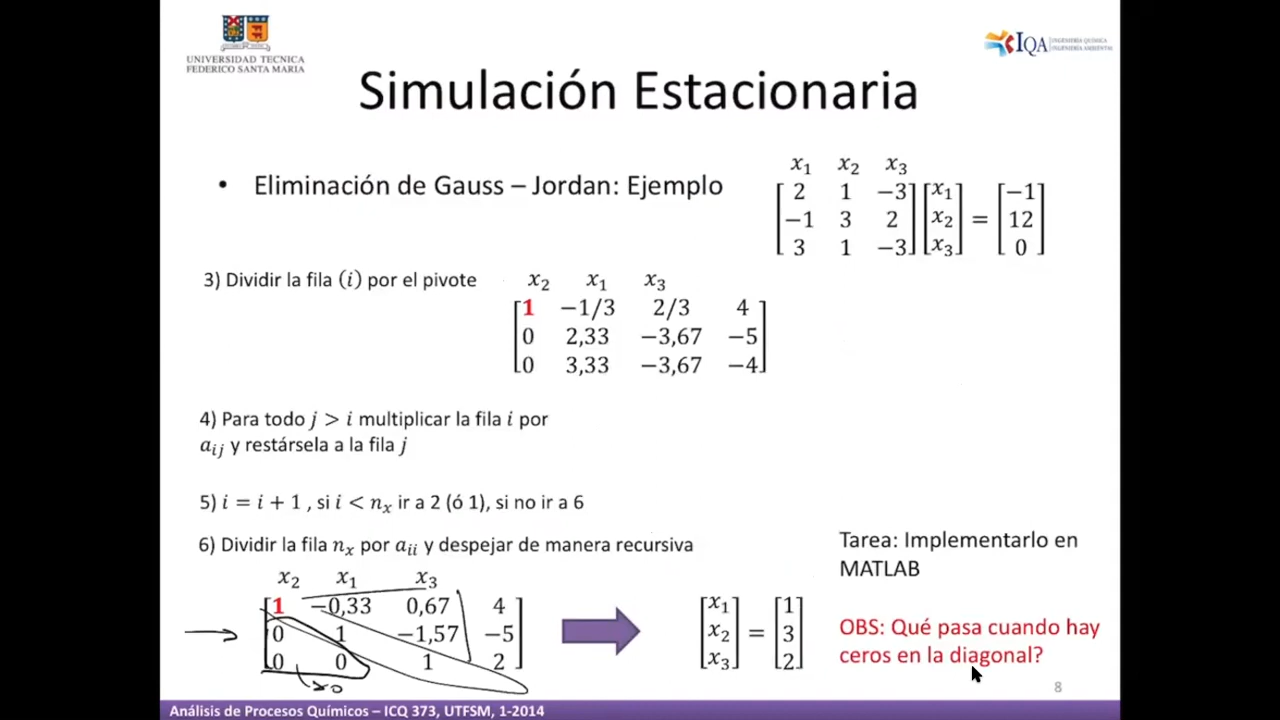 UNIVERSIDAD TECNICA
FEDERICO SANTA MARIA
IQA INGENIERÍA QUÍMICA
INGENIERÍA AMBIENTAL
Simulación Estacionaria
• Eliminación de Gauss – Jordan: Ejemplo
x₁ x₂ x₃
[2 1 −3] [x₁] [−1]
[−1 3 2] [x₂] = [12]
[3 1 −3] [x₃] [0]
3) Dividir la fila (i) por el pivote
x₂ x₁ x₃
[1 −1/3 2/3 4]
[0 2,33 −3,67 −5]
[0 3,33 −3,67 −4]
4) Para todo j > i multiplicar la fila i por
aᵢⱼ y restársela a la fila j
5) i = i + 1 , si i < nₓ ir a 2 (ó 1), si no ir a 6
6) Dividir la fila nₓ por aᵢᵢ y despejar de manera recursiva
x₂ x₁ x₃
[1 −0,33 0,67 4]
[0 1 −1,57 −5]
[0 0 1 2]
[x₁] [1]
[x₂] = [3]
[x₃] [2]
Tarea: Implementarlo en
MATLAB
OBS: Qué pasa cuando hay
ceros en la diagonal?
8
Análisis de Procesos Químicos – ICQ 373, UTFSM, 1-2014